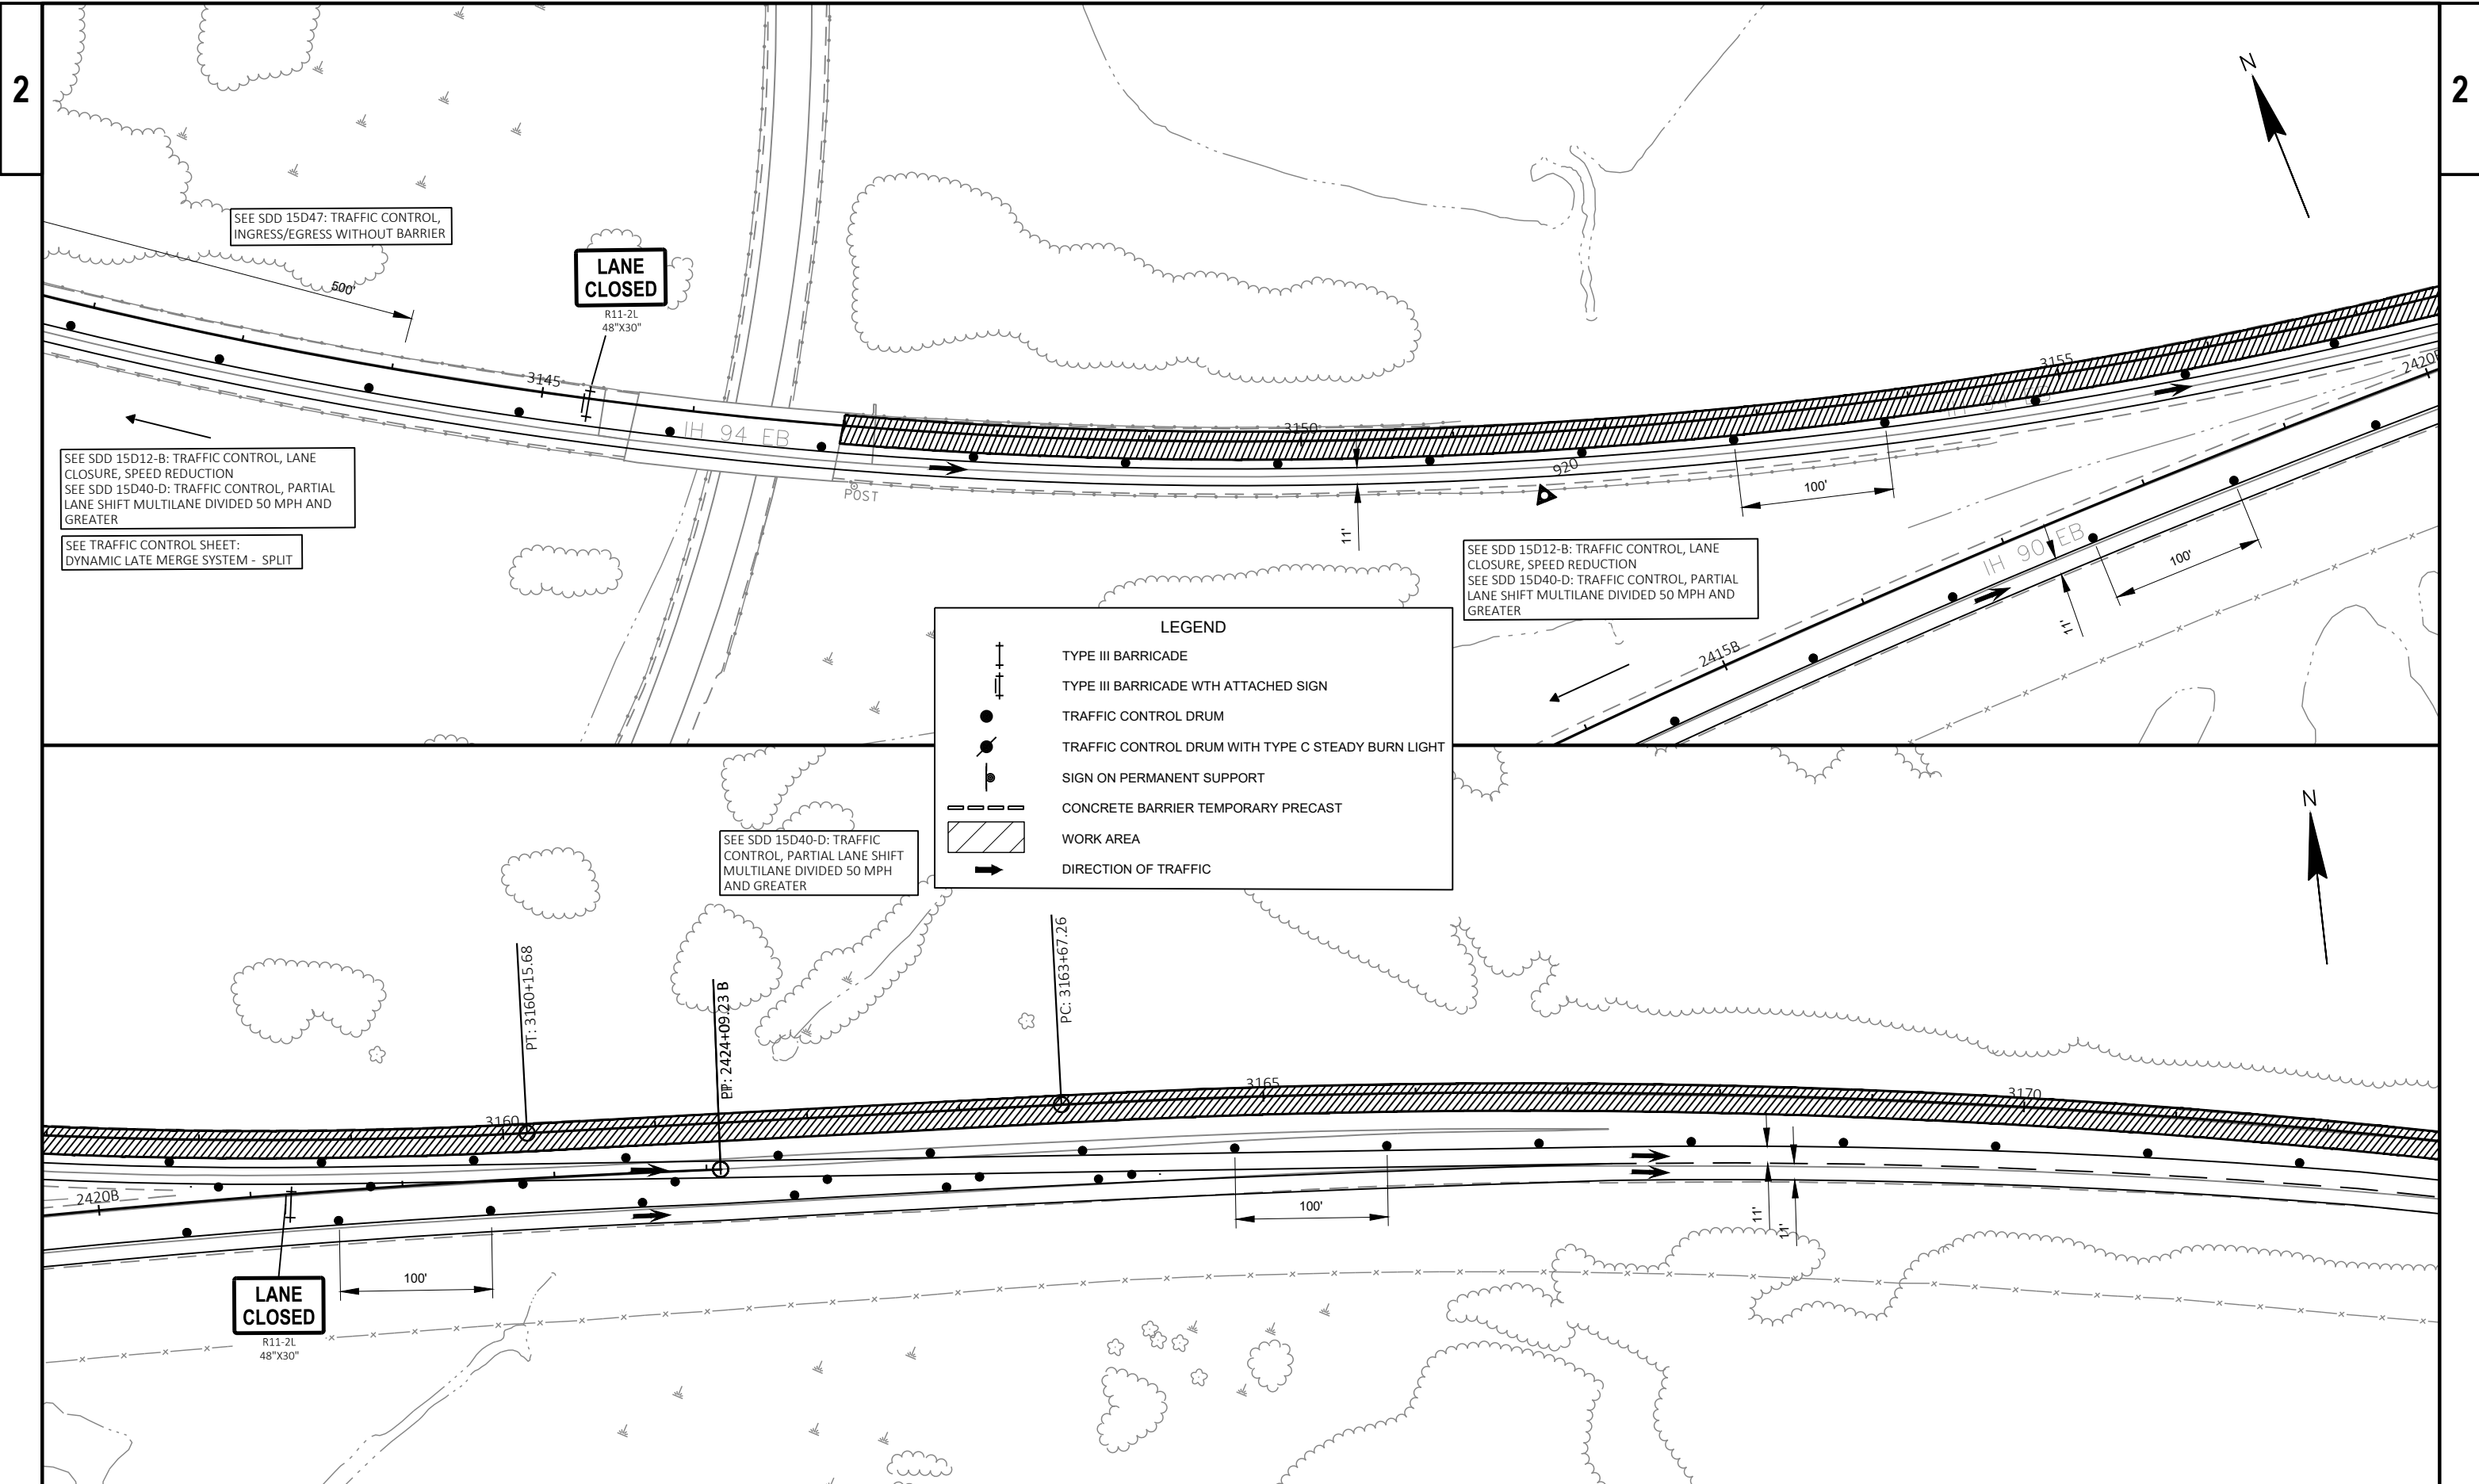 2
2
N
SEE SDD 15D47: TRAFFIC CONTROL,
INGRESS/EGRESS WITHOUT BARRIER
500'
LANE
CLOSED
R11-2L
48"X30"
3145
IH 94 EB
POST
3150
3155
2420B
920
11'
100'
SEE SDD 15D12-B: TRAFFIC CONTROL, LANE
CLOSURE, SPEED REDUCTION
SEE SDD 15D40-D: TRAFFIC CONTROL, PARTIAL
LANE SHIFT MULTILANE DIVIDED 50 MPH AND
GREATER
SEE TRAFFIC CONTROL SHEET:
DYNAMIC LATE MERGE SYSTEM - SPLIT
SEE SDD 15D12-B: TRAFFIC CONTROL, LANE
CLOSURE, SPEED REDUCTION
SEE SDD 15D40-D: TRAFFIC CONTROL, PARTIAL
LANE SHIFT MULTILANE DIVIDED 50 MPH AND
GREATER
IH 90 EB
100'
11'
2415B
LEGEND
TYPE III BARRICADE
TYPE III BARRICADE WTH ATTACHED SIGN
TRAFFIC CONTROL DRUM
TRAFFIC CONTROL DRUM WITH TYPE C STEADY BURN LIGHT
SIGN ON PERMANENT SUPPORT
CONCRETE BARRIER TEMPORARY PRECAST
WORK AREA
DIRECTION OF TRAFFIC
N
SEE SDD 15D40-D: TRAFFIC
CONTROL, PARTIAL LANE SHIFT
MULTILANE DIVIDED 50 MPH
AND GREATER
PT: 3160+15.68
2424+09.23 B
PC: 3163+67.26
3160
3165
3170
2420B
100'
100'
11'
11'
LANE
CLOSED
R11-2L
48"X30"